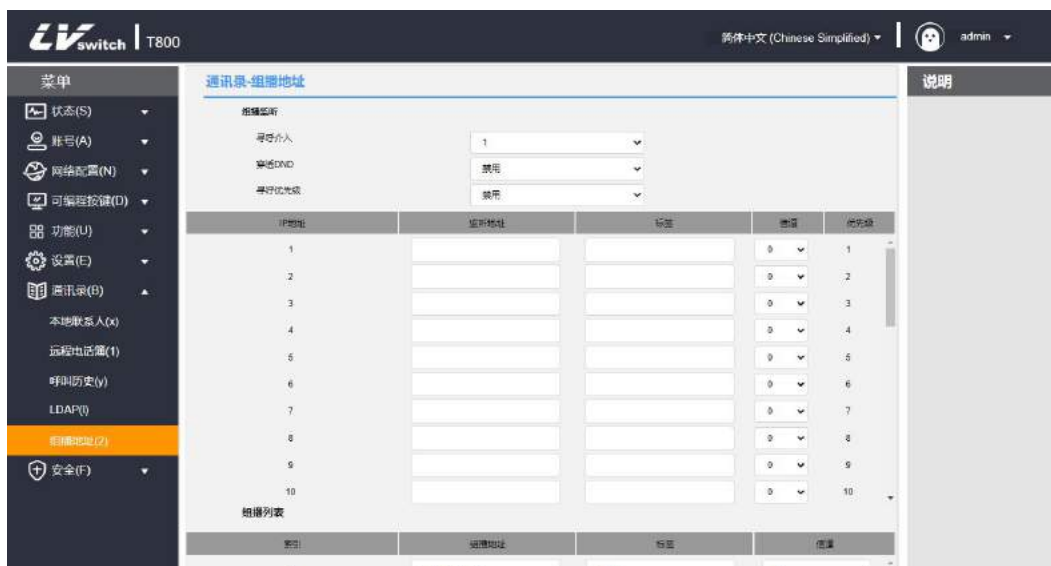 LVswitch T800 简体中文 (Chinese Simplified) admin
菜单
状态(S)
账号(A)
网络配置(N)
可编程按键(D)
功能(U)
设置(E)
通讯录(B)
本地联系人(x)
远程电话簿(1)
呼叫历史(y)
LDAP(l)
组播地址(2)
安全(F)
通讯录-组播地址
组播监听
寻呼介入 1
穿透DND 禁用
寻呼优先级 禁用
IP地址 监听地址 标签 信道 优先级
1 0 1
2 0 2
3 0 3
4 0 4
5 0 5
6 0 6
7 0 7
8 0 8
9 0 9
10 0 10
组播列表
索引 组播地址 标签 信道
说明